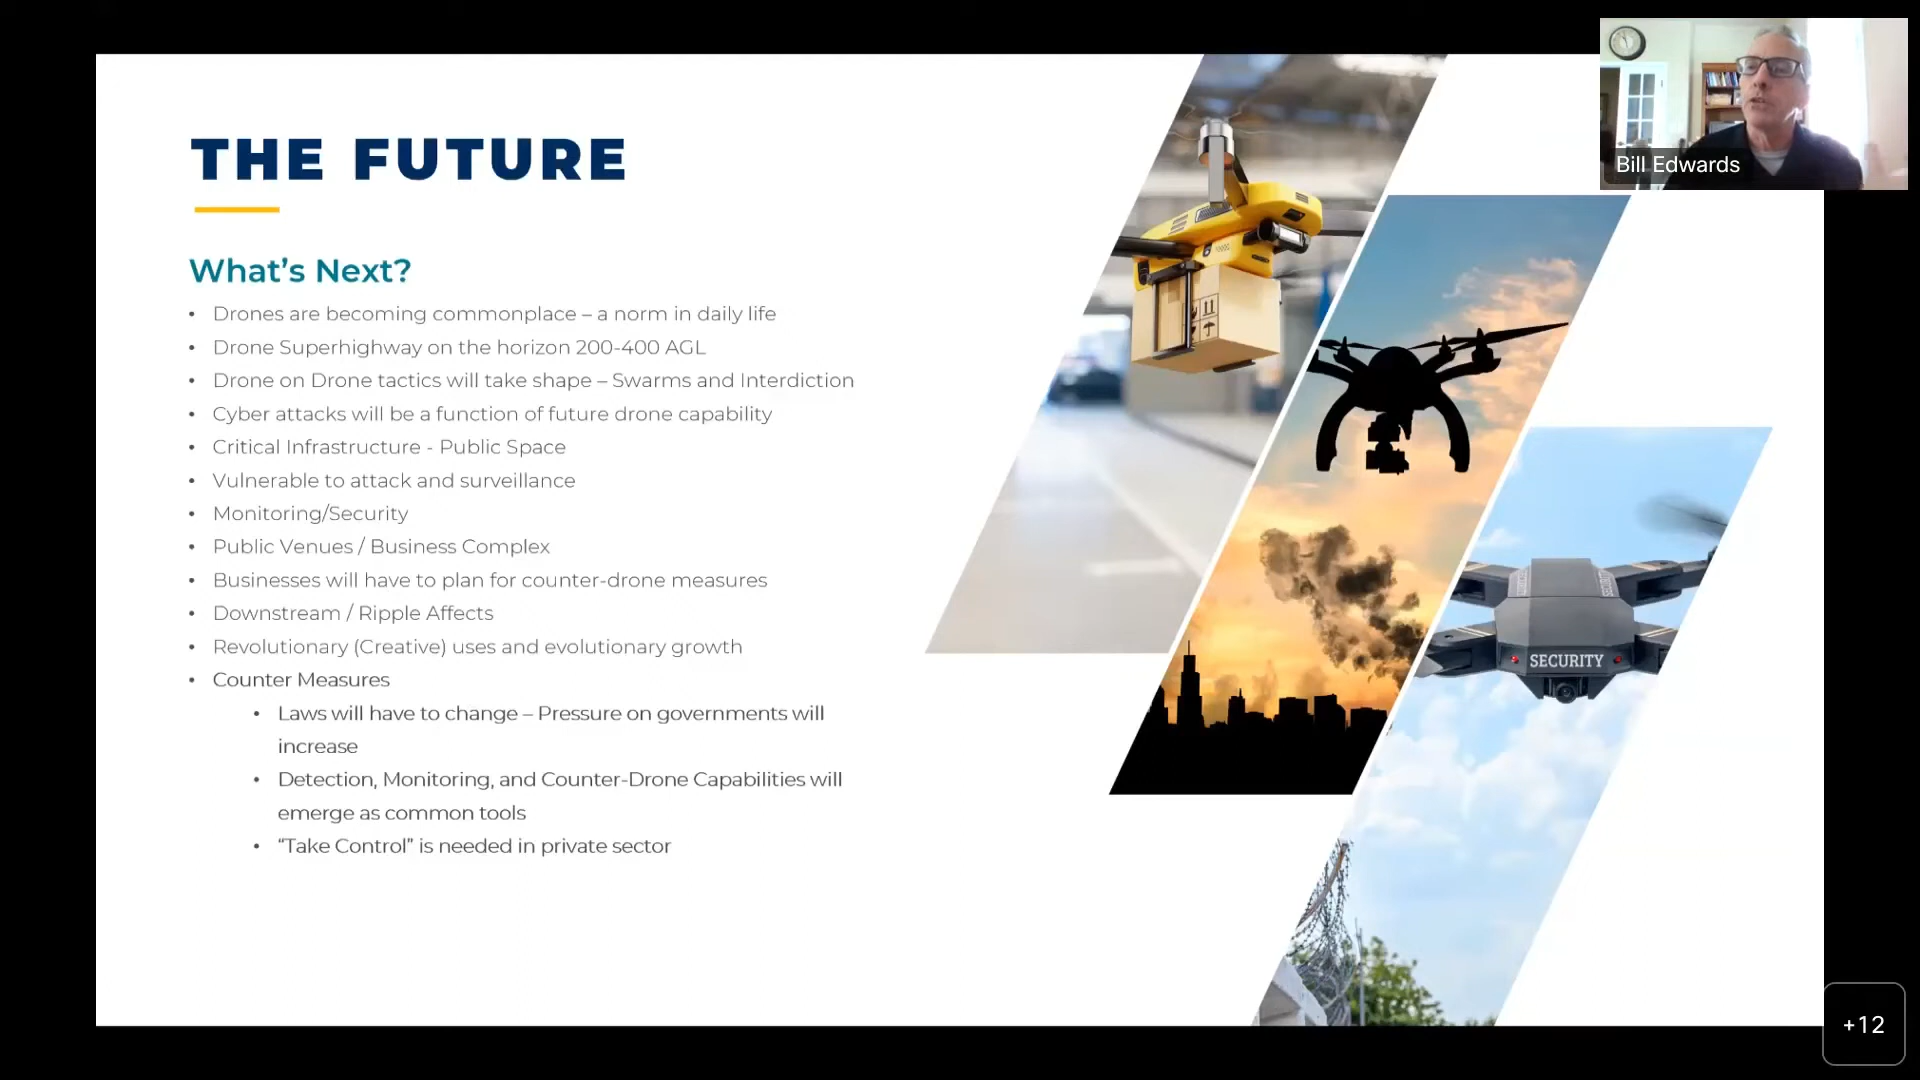 THE FUTURE
What's Next?
• Drones are becoming commonplace – a norm in daily life
• Drone Superhighway on the horizon 200-400 AGL
• Drone on Drone tactics will take shape – Swarms and Interdiction
• Cyber attacks will be a function of future drone capability
• Critical Infrastructure - Public Space
• Vulnerable to attack and surveillance
• Monitoring/Security
• Public Venues / Business Complex
• Businesses will have to plan for counter-drone measures
• Downstream / Ripple Affects
• Revolutionary (Creative) uses and evolutionary growth
• Counter Measures
• Laws will have to change – Pressure on governments will
increase
• Detection, Monitoring, and Counter-Drone Capabilities will
emerge as common tools
• “Take Control” is needed in private sector
SECURITY
Bill Edwards
+12